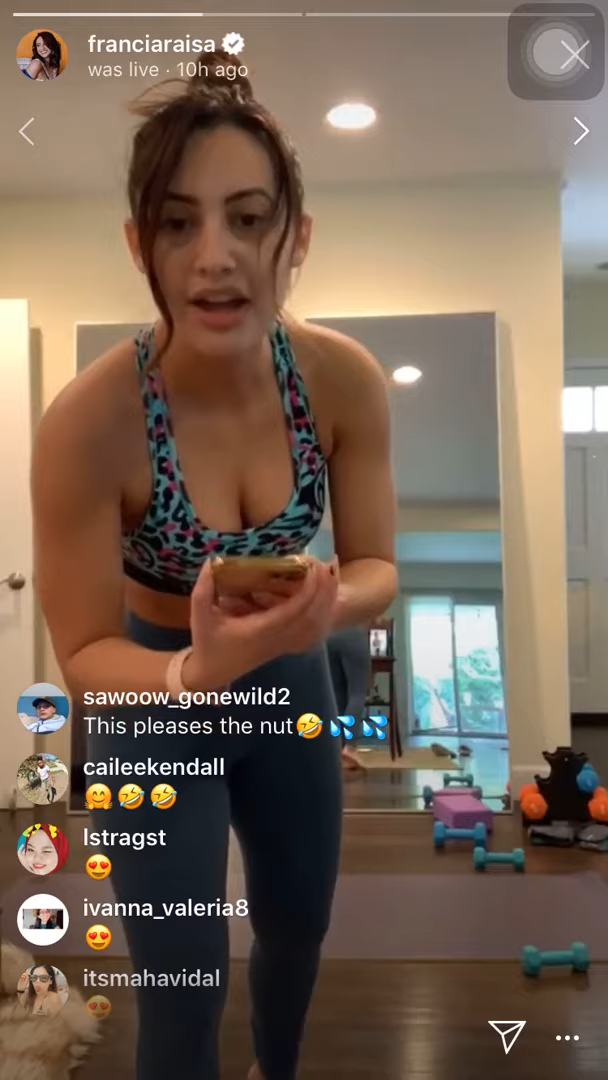 franciaraisa
was live · 10h ago
sawoow_gonewild2
This pleases the nut🤣💦💦
caileekendall
🤗🤣🤣
lstragst
😍
ivanna_valeria8
😍
itsmahavidal
😍